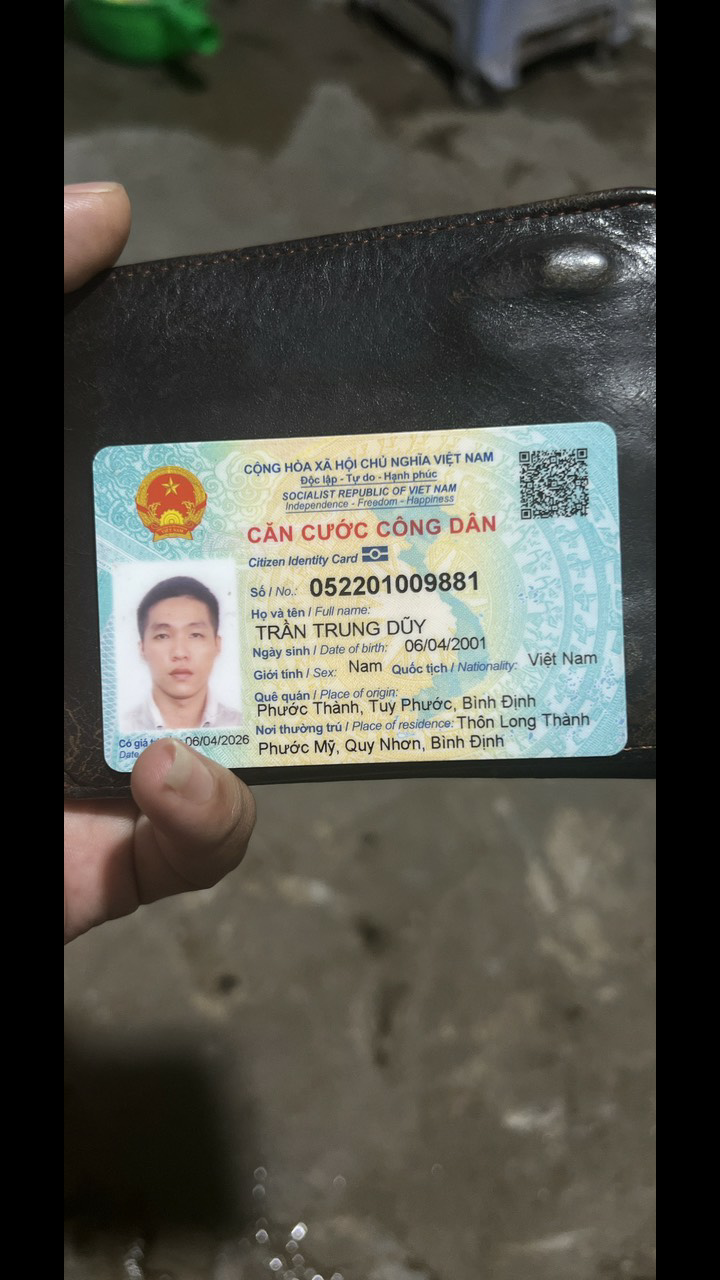 CỘNG HÒA XÃ HỘI CHỦ NGHĨA VIỆT NAM
Độc lập - Tự do - Hạnh phúc
SOCIALIST REPUBLIC OF VIET NAM
Independence - Freedom - Happiness
CĂN CƯỚC CÔNG DÂN
Citizen Identity Card
Số / No.: 052201009881
Họ và tên / Full name:
TRẦN TRUNG DŨY
Ngày sinh / Date of birth: 06/04/2001
Giới tính / Sex: Nam Quốc tịch / Nationality: Việt Nam
Quê quán / Place of origin:
Phước Thành, Tuy Phước, Bình Định
Nơi thường trú / Place of residence: Thôn Long Thành
Phước Mỹ, Quy Nhơn, Bình Định
Có giá 06/04/2026
Date